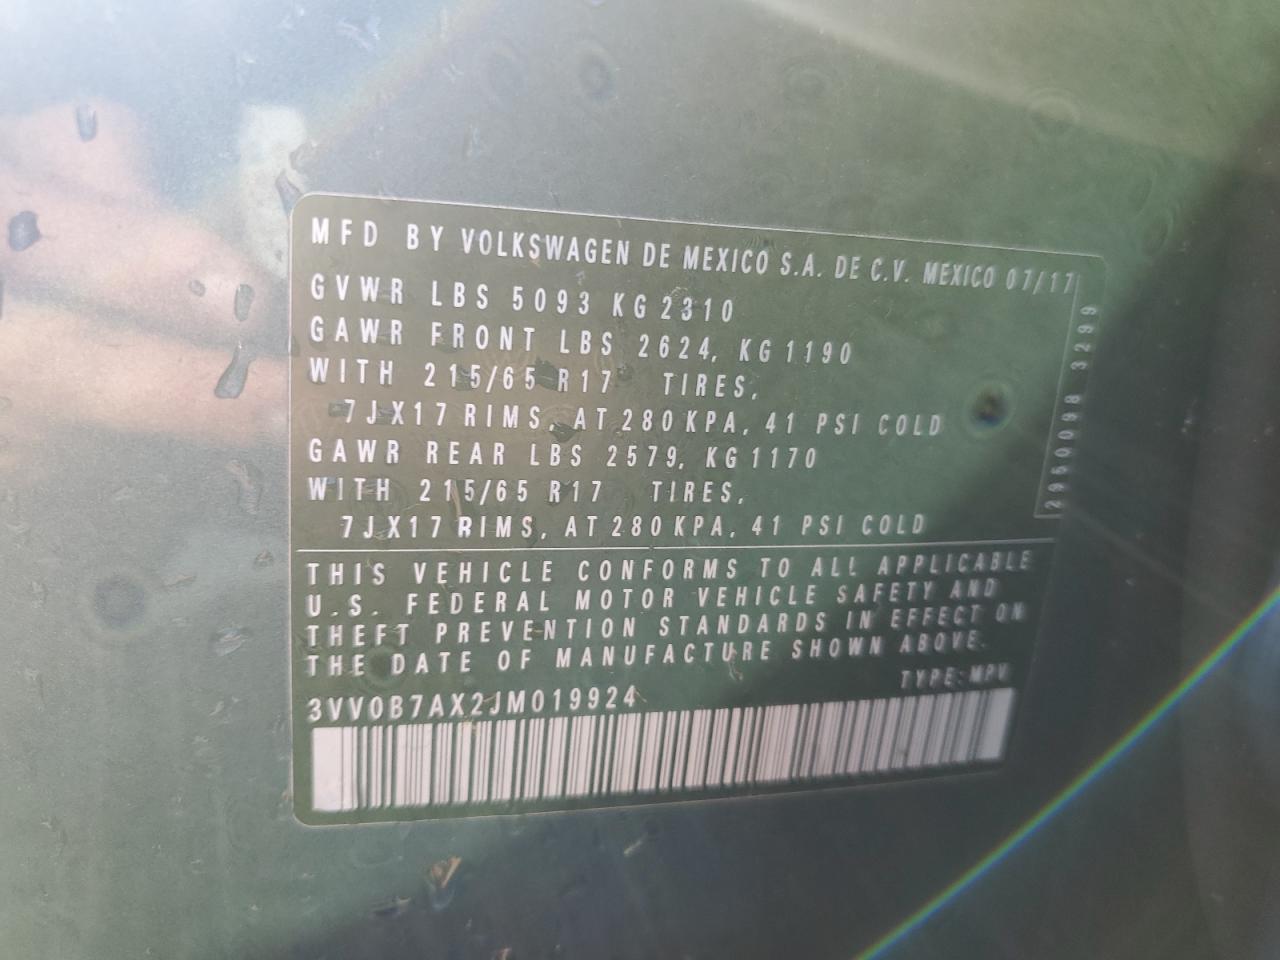 MFD BY VOLKSWAGEN DE MEXICO S.A. DE C.V. MEXICO 07/17
GVWR LBS 5093 KG 2310
GAWR FRONT LBS 2624, KG 1190
WITH 215/65 R17 TIRES,
7JX17 RIMS, AT 280 KPA, 41 PSI COLD
GAWR REAR LBS 2579, KG 1170
WITH 215/65 R17 TIRES,
7JX17 RIMS, AT 280 KPA, 41 PSI COLD
2950098 3299
THIS VEHICLE CONFORMS TO ALL APPLICABLE
U.S. FEDERAL MOTOR VEHICLE SAFETY AND
THEFT PREVENTION STANDARDS IN EFFECT ON
THE DATE OF MANUFACTURE SHOWN ABOVE.
TYPE:MPV
3VV0B7AX2JM019924